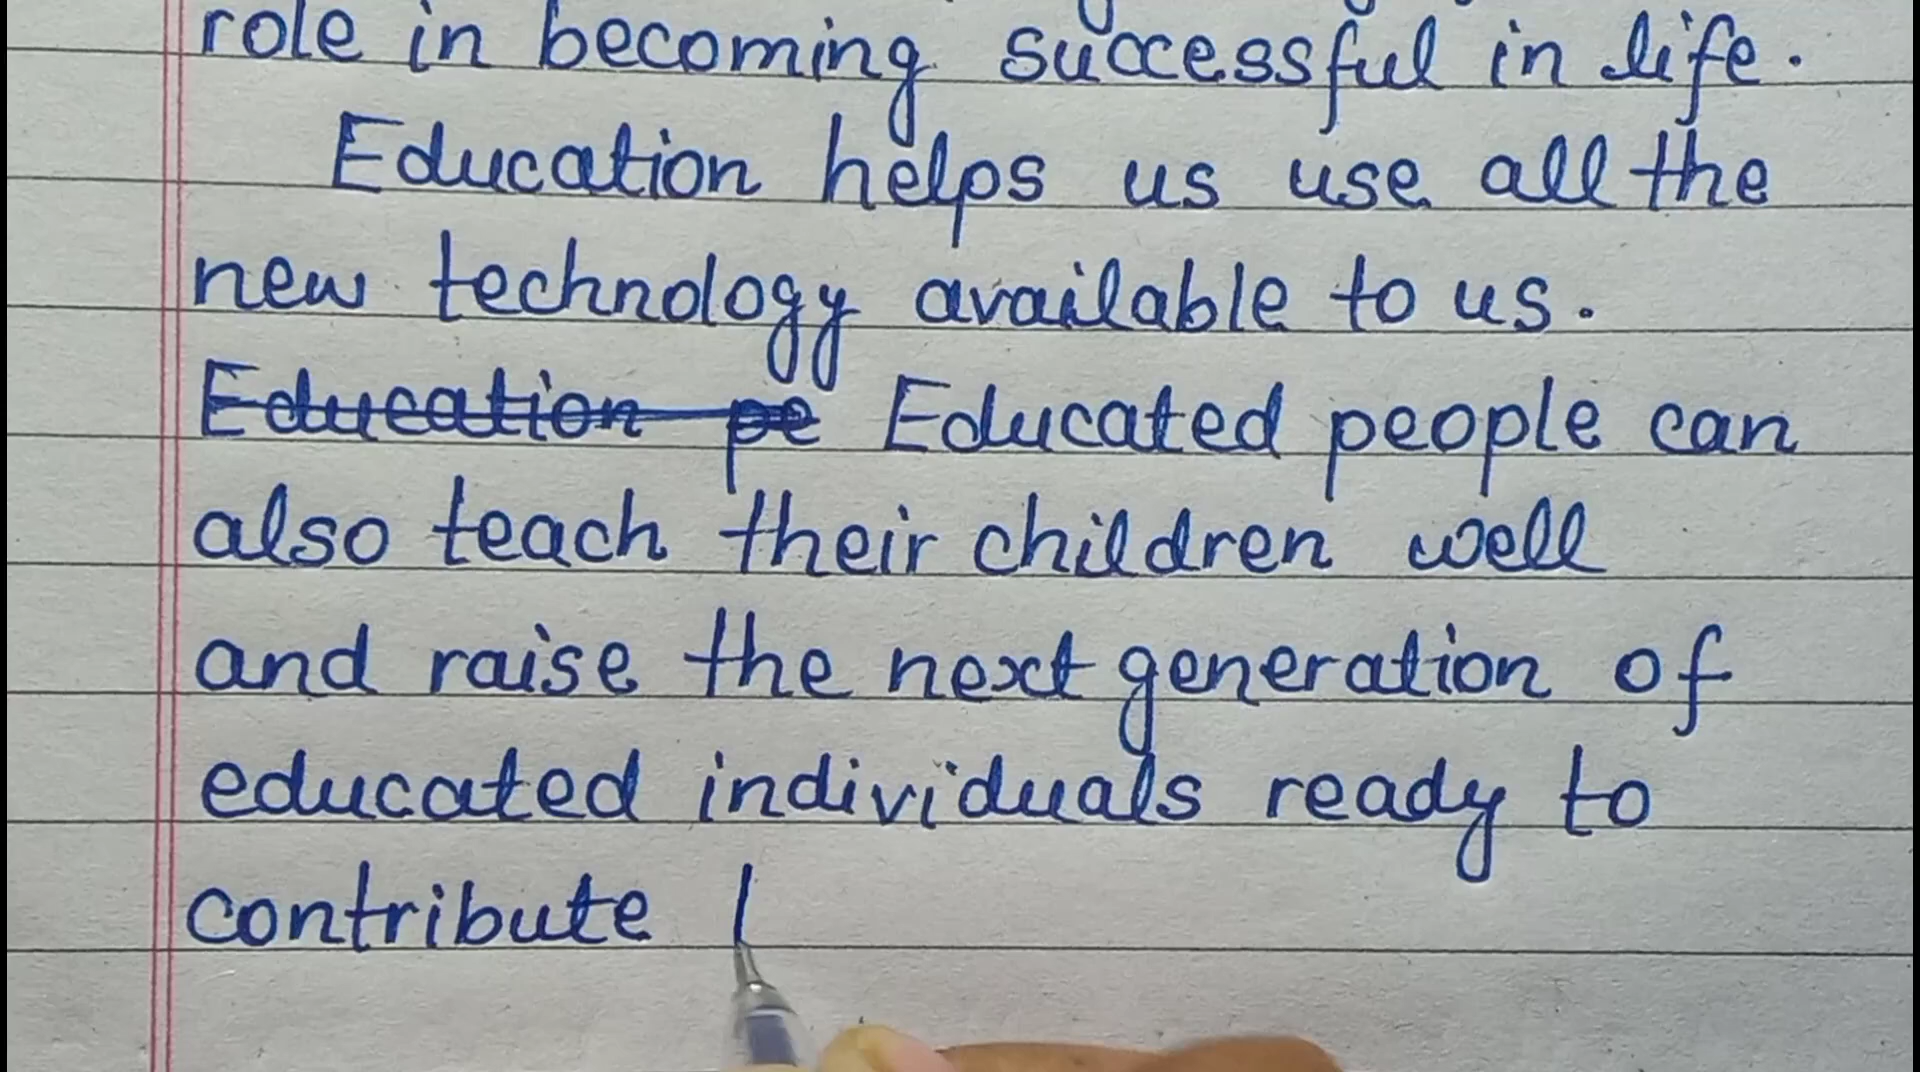 role in becoming successful in life.
Education helps us use all the
new technology available to us.
Education pe Educated people can
also teach their children well
and raise the next generation of
educated individuals ready to
contribute